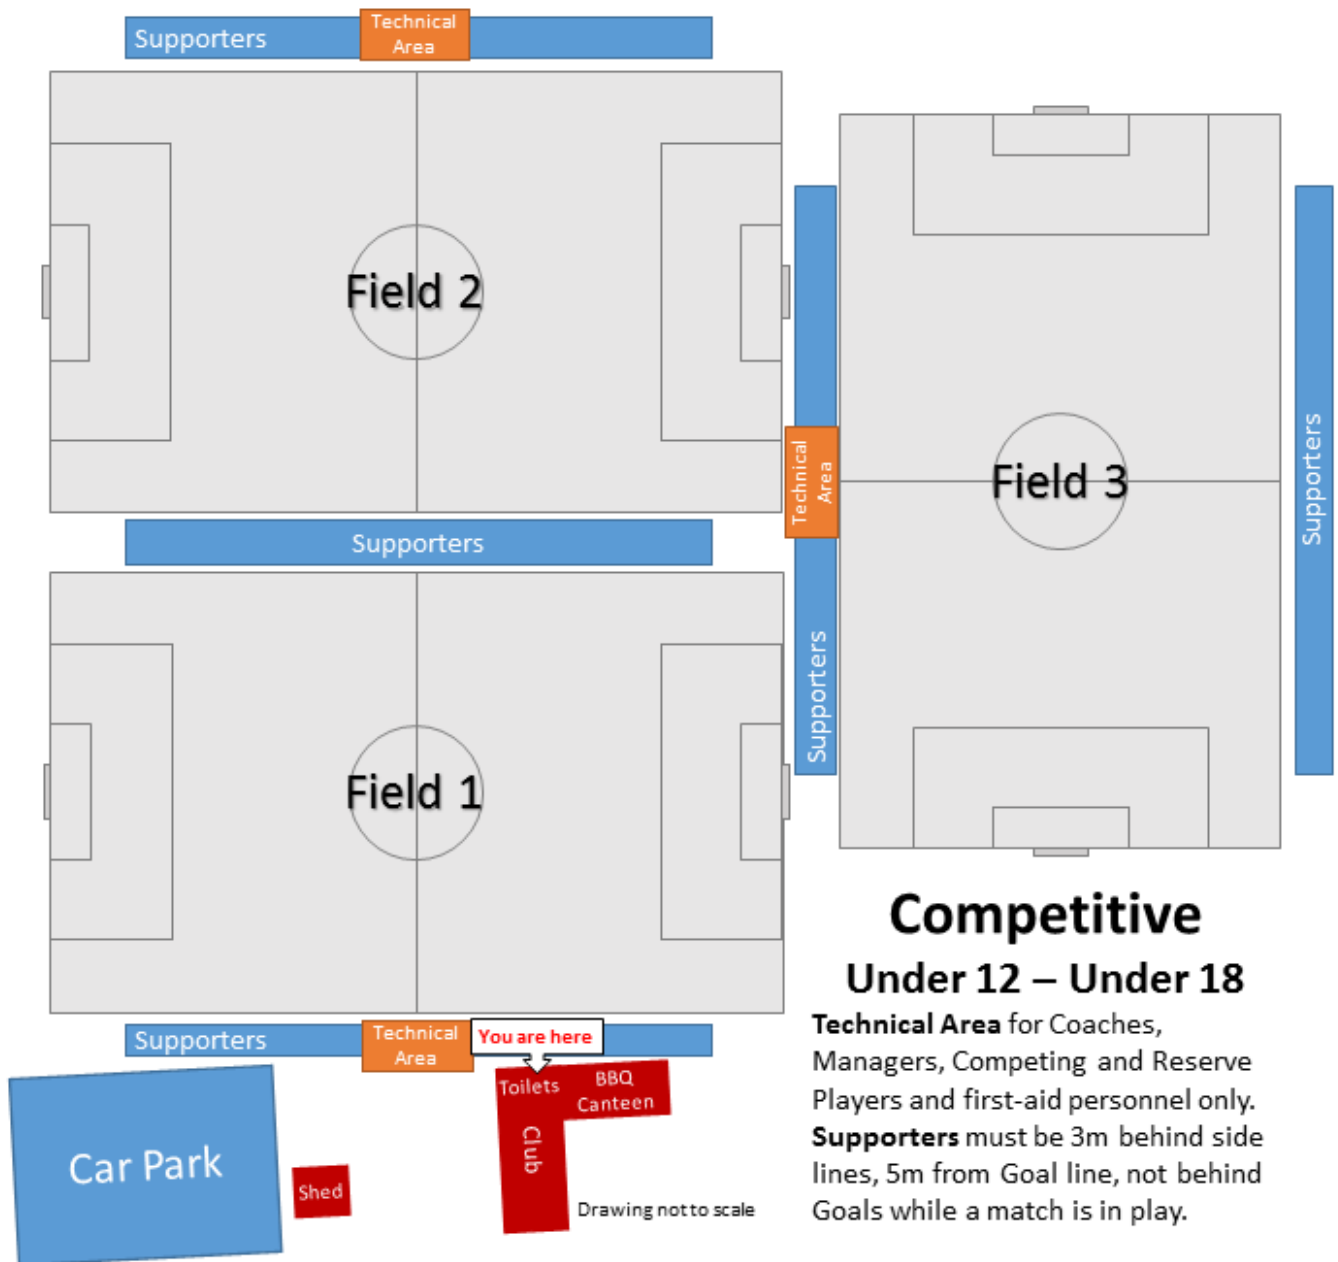 Supporters
Technical
Area
Field 2
Supporters
Technical
Area
Supporters
Field 3
Supporters
Field 1
Supporters
Technical
Area
You are here
Toilets
BBQ
Canteen
Club
Car Park
Shed
Drawing not to scale
Competitive
Under 12 – Under 18
Technical Area for Coaches,
Managers, Competing and Reserve
Players and first-aid personnel only.
Supporters must be 3m behind side
lines, 5m from Goal line, not behind
Goals while a match is in play.